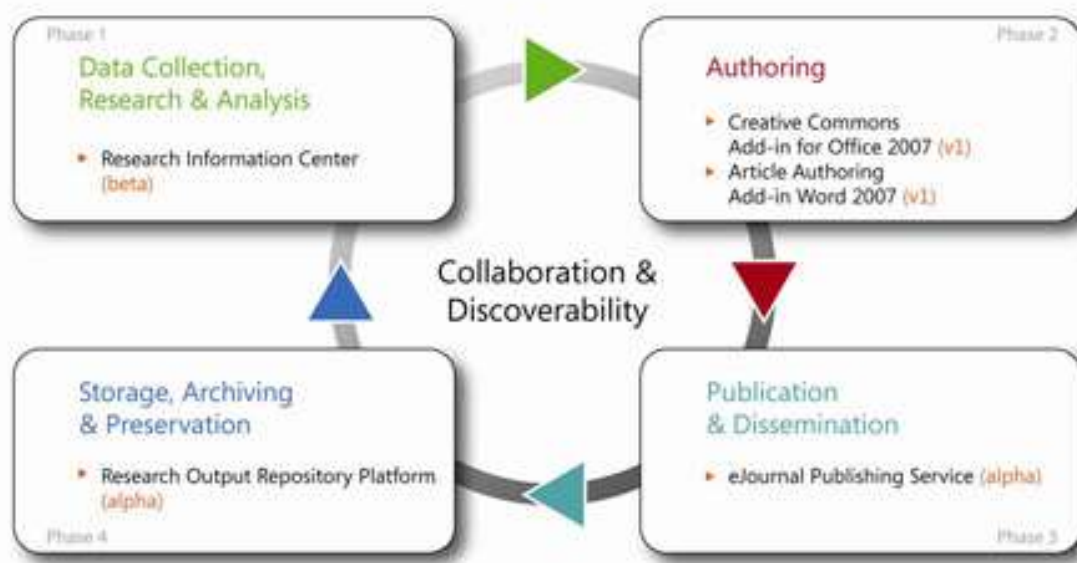 Phase 1
Data Collection,
Research & Analysis
Research Information Center
(beta)
Phase 2
Authoring
Creative Commons
Add-in for Office 2007 (v1)
Article Authoring
Add-in Word 2007 (v1)
Collaboration &
Discoverability
Storage, Archiving
& Preservation
Research Output Repository Platform
(alpha)
Phase 4
Publication
& Dissemination
eJournal Publishing Service (alpha)
Phase 3